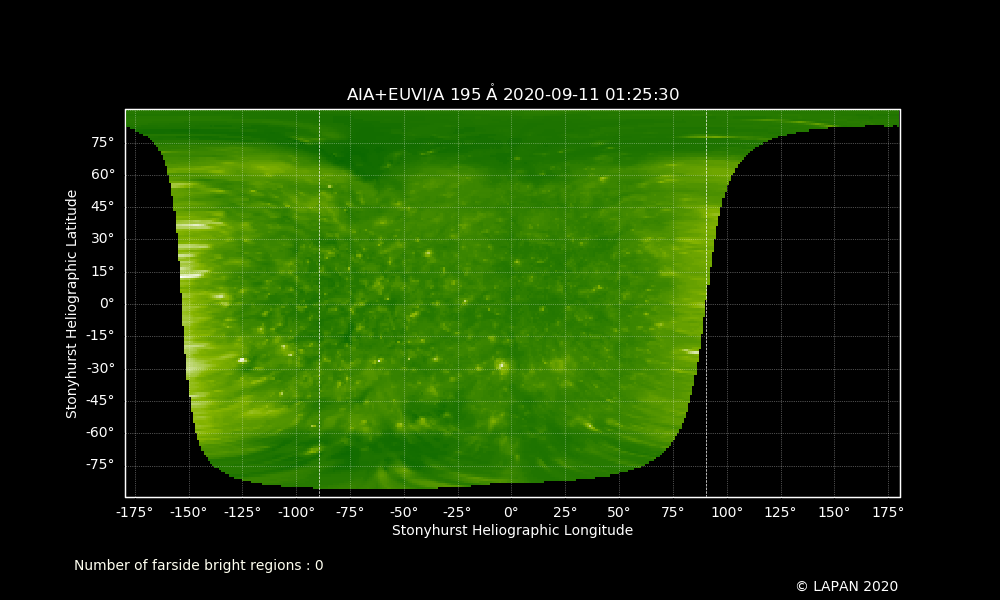 AIA+EUVI/A 195 Å 2020-09-11 01:25:30
75°
60°
45°
30°
15°
0°
-15°
-30°
-45°
-60°
-75°
Stonyhurst Heliographic Latitude
-175° -150° -125° -100° -75° -50° -25° 0° 25° 50° 75° 100° 125° 150° 175°
Stonyhurst Heliographic Longitude
Number of farside bright regions : 0
© LAPAN 2020